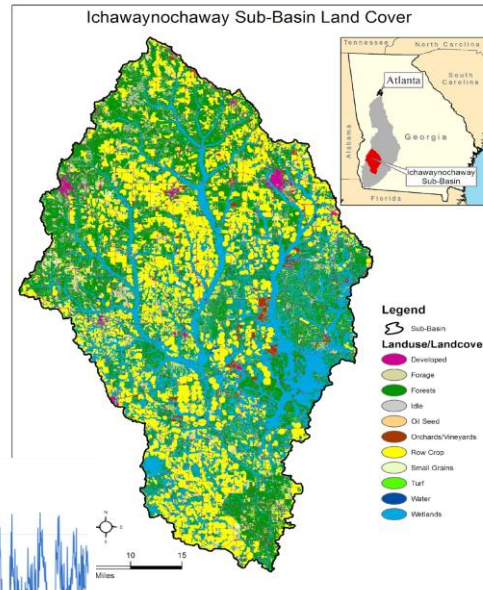 Ichawaynochaway Sub-Basin Land Cover
Tennessee
North Carolina
Atlanta
South Carolina
Alabama
Georgia
Ichawaynochaway
Sub-Basin
Florida
Legend
Sub-Basin
Landuse/Landcover
Developed
Forage
Forests
Idle
Oil Seed
Orchards/Vineyards
Row Crop
Small Grains
Turf
Water
Wetlands
N
E
S
10 15
Miles